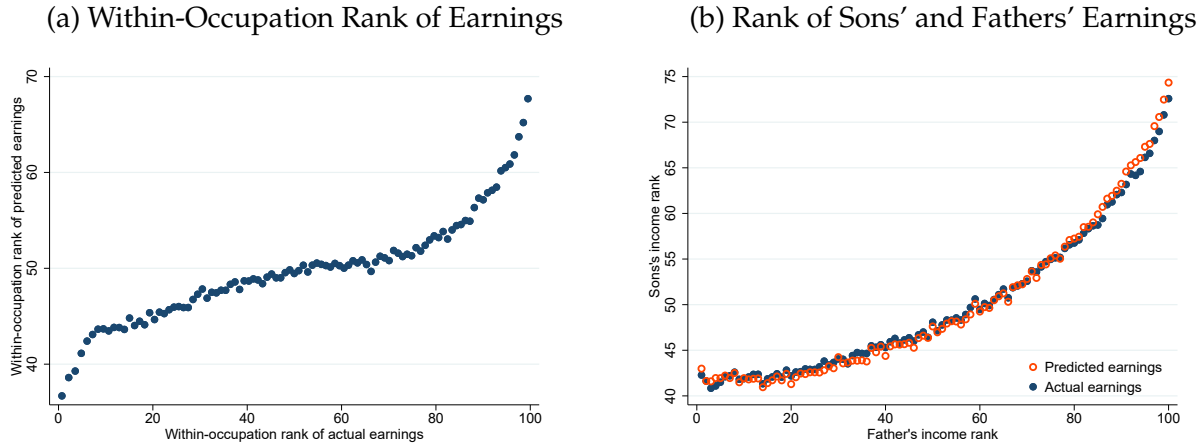 (a) Within-Occupation Rank of Earnings
Within-occupation rank of predicted earnings
70
60
50
40
0 20 40 60 80 100
Within-occupation rank of actual earnings
(b) Rank of Sons' and Fathers' Earnings
Sons's income rank
75
70
65
60
55
50
45
40
Predicted earnings
Actual earnings
0 20 40 60 80 100
Father's income rank